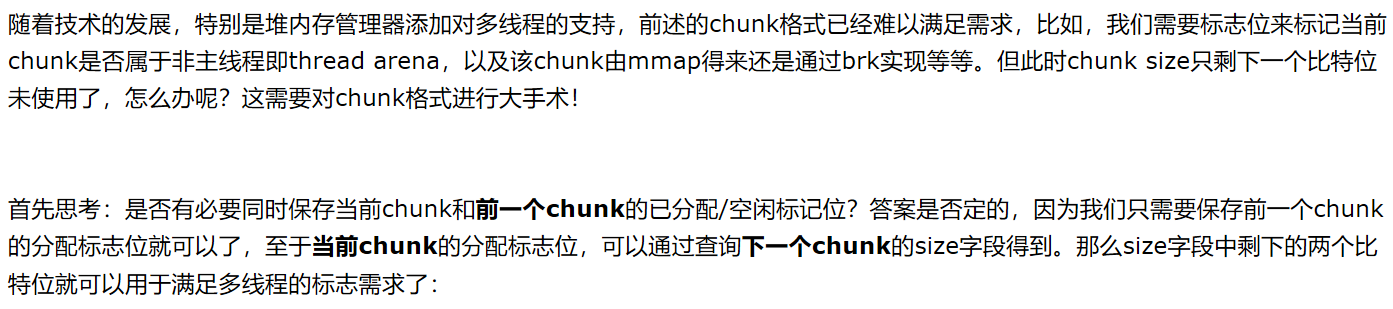 随着技术的发展，特别是堆内存管理器添加对多线程的支持，前述的chunk格式已经难以满足需求，比如，我们需要标志位来标记当前
chunk是否属于非主线程即thread arena，以及该chunk由mmap得来还是通过brk实现等等。但此时chunk size只剩下一个比特位
未使用了，怎么办呢？这需要对chunk格式进行大手术！
首先思考：是否有必要同时保存当前chunk和前一个chunk的已分配/空闲标记位？答案是否定的，因为我们只需要保存前一个chunk
的分配标志位就可以了，至于当前chunk的分配标志位，可以通过查询下一个chunk的size字段得到。那么size字段中剩下的两个比
特位就可以用于满足多线程的标志需求了：